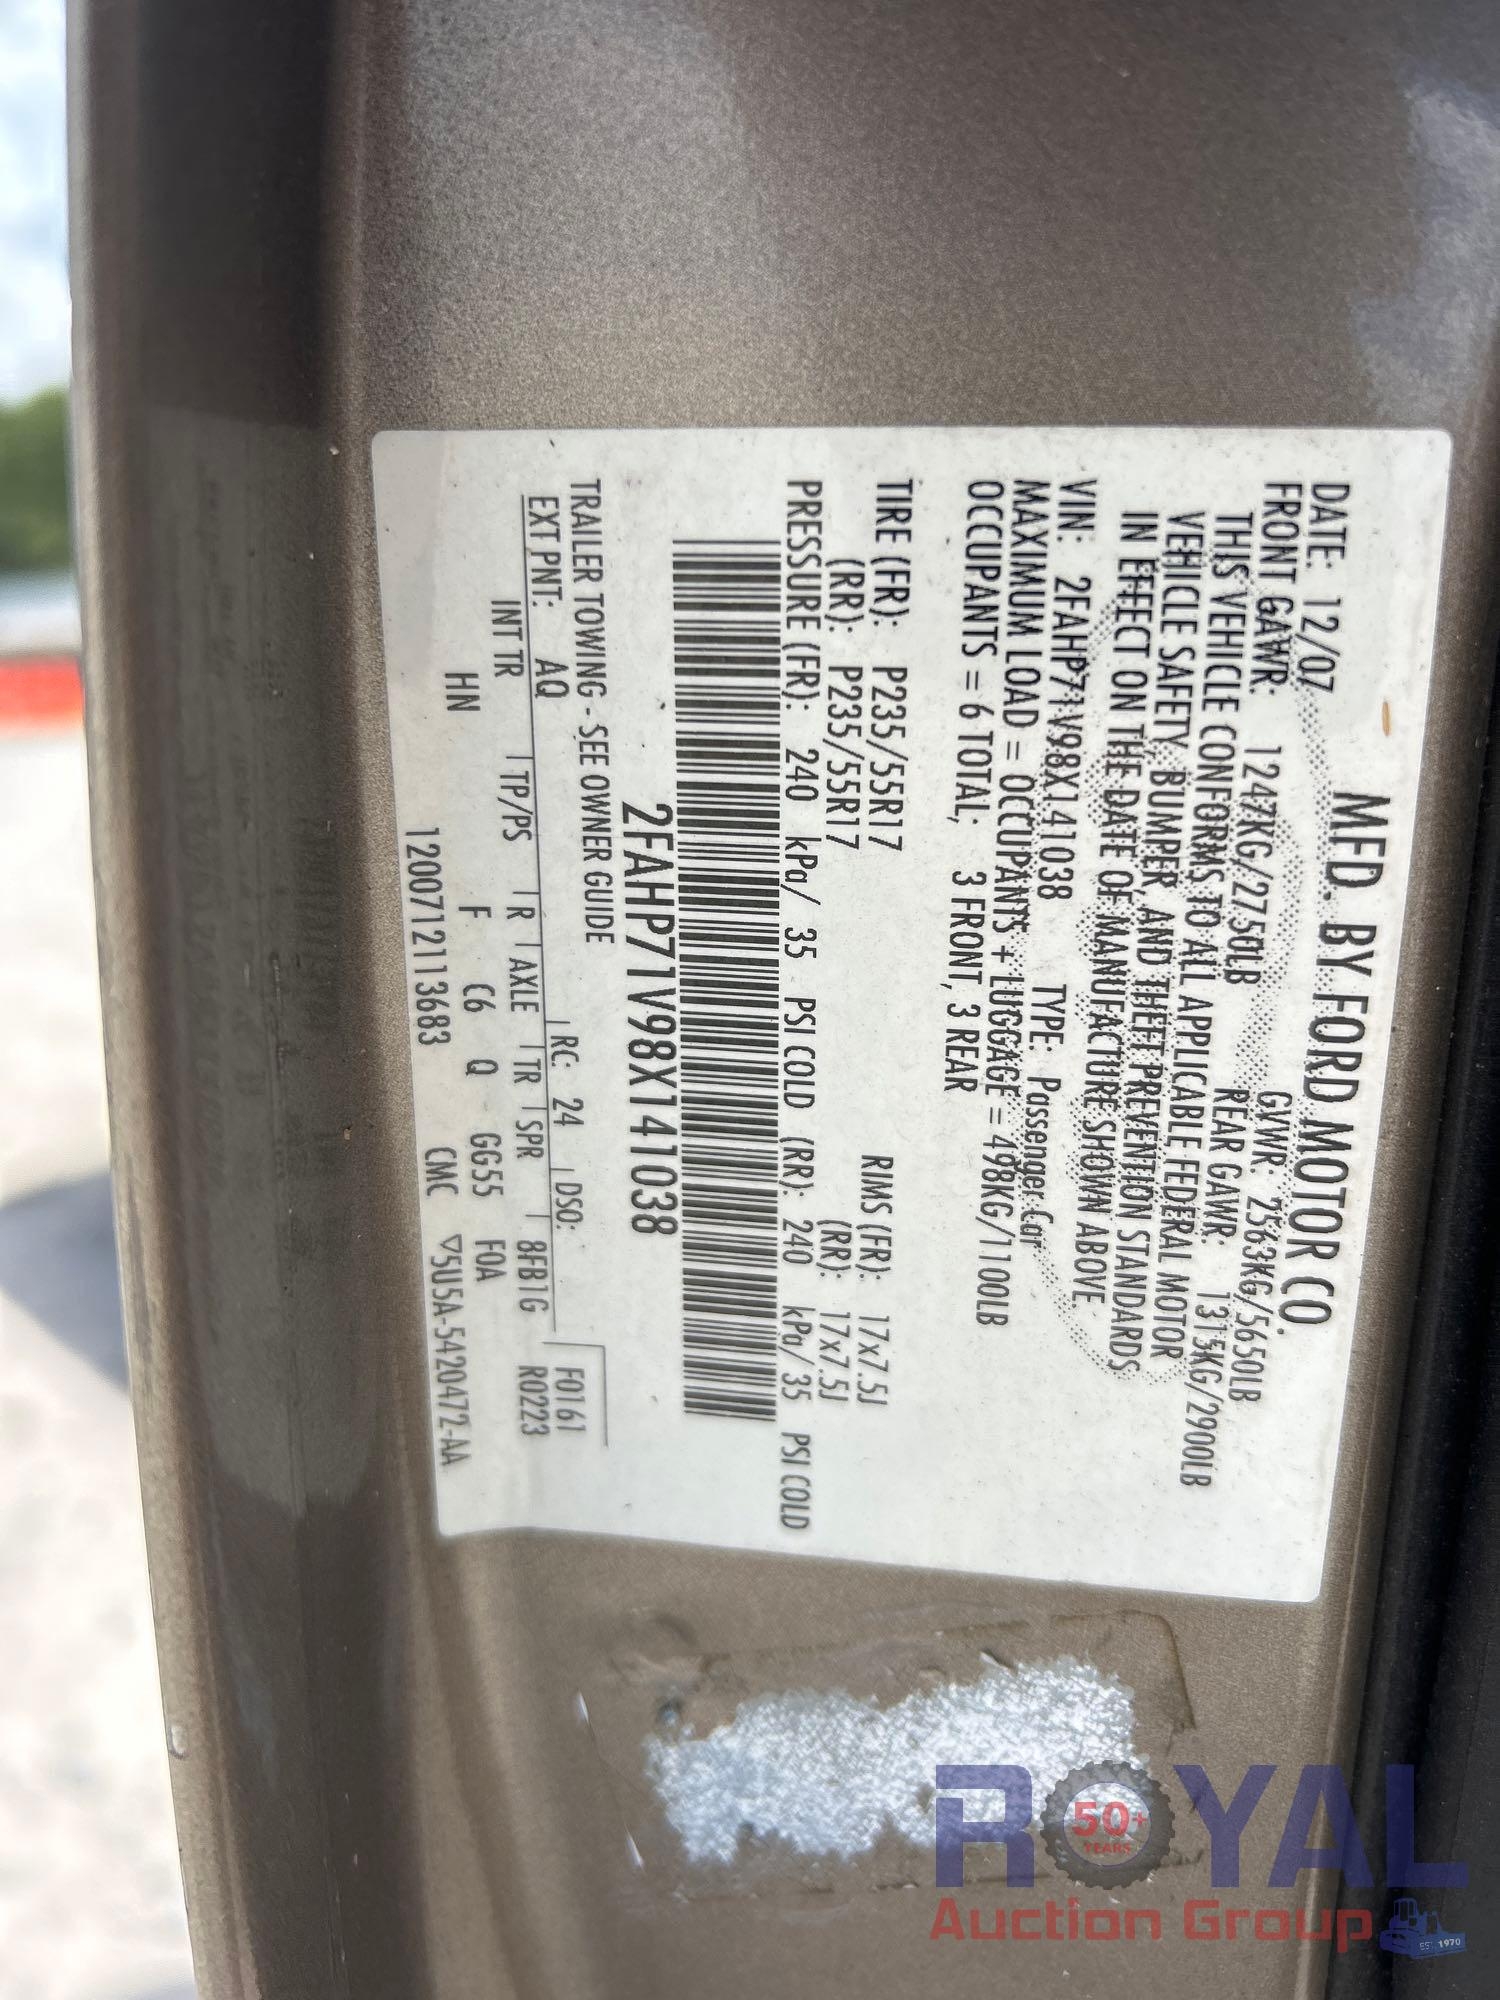 MFD. BY FORD MOTOR CO.
DATE: 12/07 GVWR: 2563KG/5650LB
FRONT GAWR: 1247KG/2750LB REAR GAWR: 1315KG/2900LB
THIS VEHICLE CONFORMS TO ALL APPLICABLE FEDERAL MOTOR
VEHICLE SAFETY, BUMPER, AND THEFT PREVENTION STANDARDS
IN EFFECT ON THE DATE OF MANUFACTURE SHOWN ABOVE.
VIN: 2FAHP71V98X141038 TYPE: Passenger Car
MAXIMUM LOAD = OCCUPANTS + LUGGAGE = 498KG/1100LB
OCCUPANTS = 6 TOTAL; 3 FRONT, 3 REAR
TIRE (FR): P235/55R17 RIMS (FR): 17x7.5J
(RR): P235/55R17 (RR): 17x7.5J
PRESSURE (FR): 240 kPa/ 35 PSI COLD (RR): 240 kPa/ 35 PSI COLD
2FAHP71V98X141038
TRAILER TOWING - SEE OWNER GUIDE F0161
EXT PNT: AQ RC: 24 DSO: R0223
INT TR TP/PS R AXLE TR SPR 8FB1G
HN F C6 Q GG55 F0A
1200712113683 CMC ▽5U5A-5420472-AA
ROYAL
50+
YEARS
Auction Group
EST. 1970